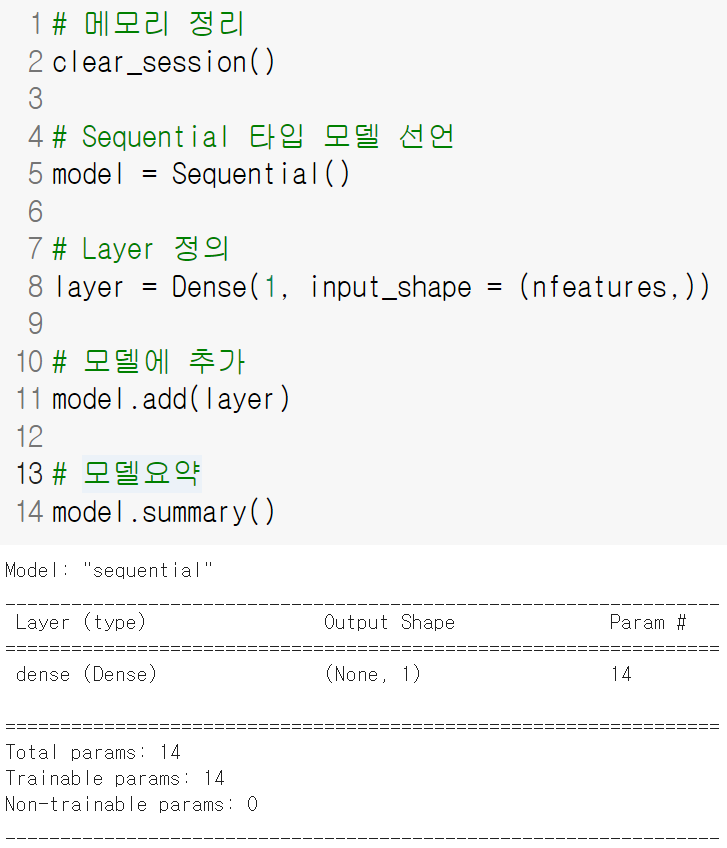 1 # 메모리 정리
2 clear_session()
3
4 # Sequential 타입 모델 선언
5 model = Sequential()
6
7 # Layer 정의
8 layer = Dense(1, input_shape = (nfeatures,))
9
10 # 모델에 추가
11 model.add(layer)
12
13 # 모델요약
14 model.summary()
Model: "sequential"
_________________________________________________________________
Layer (type) Output Shape Param #
=================================================================
dense (Dense) (None, 1) 14
=================================================================
Total params: 14
Trainable params: 14
Non-trainable params: 0
_________________________________________________________________